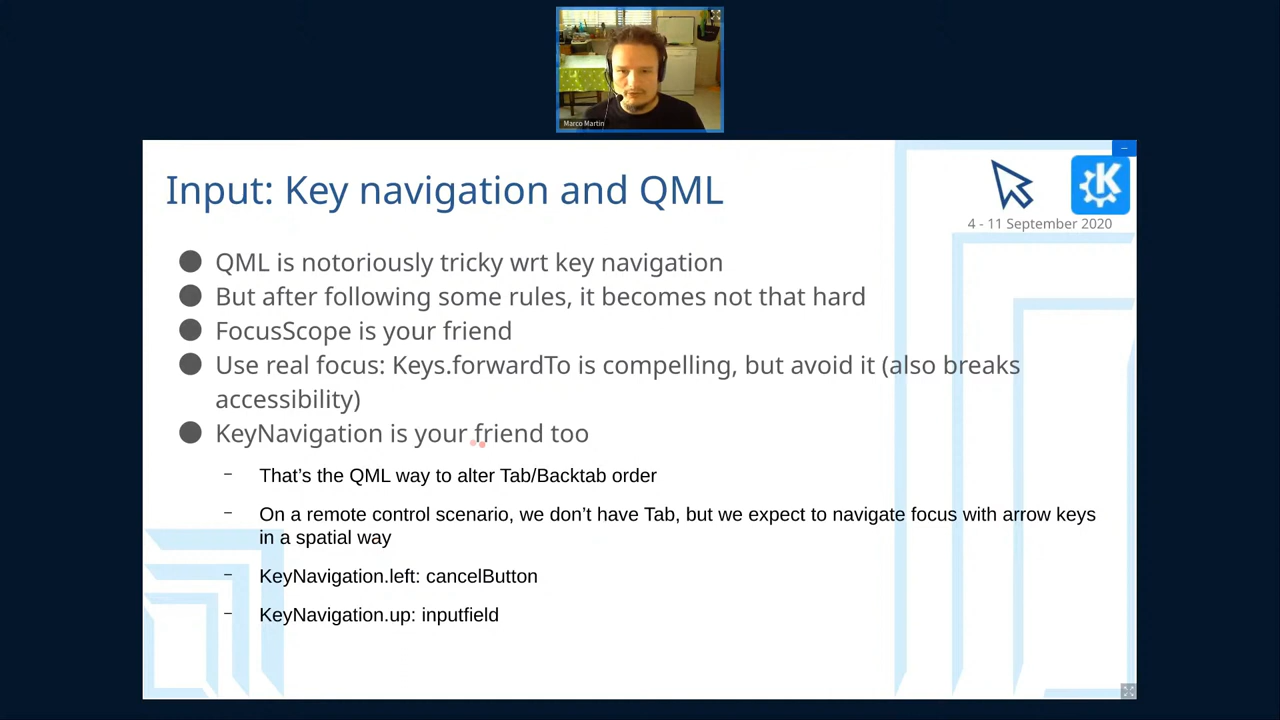 Marco Martin
Input: Key navigation and QML
K
4 - 11 September 2020
● QML is notoriously tricky wrt key navigation
● But after following some rules, it becomes not that hard
● FocusScope is your friend
● Use real focus: Keys.forwardTo is compelling, but avoid it (also breaks
accessibility)
● KeyNavigation is your friend too
– That’s the QML way to alter Tab/Backtab order
– On a remote control scenario, we don’t have Tab, but we expect to navigate focus with arrow keys
in a spatial way
– KeyNavigation.left: cancelButton
– KeyNavigation.up: inputfield